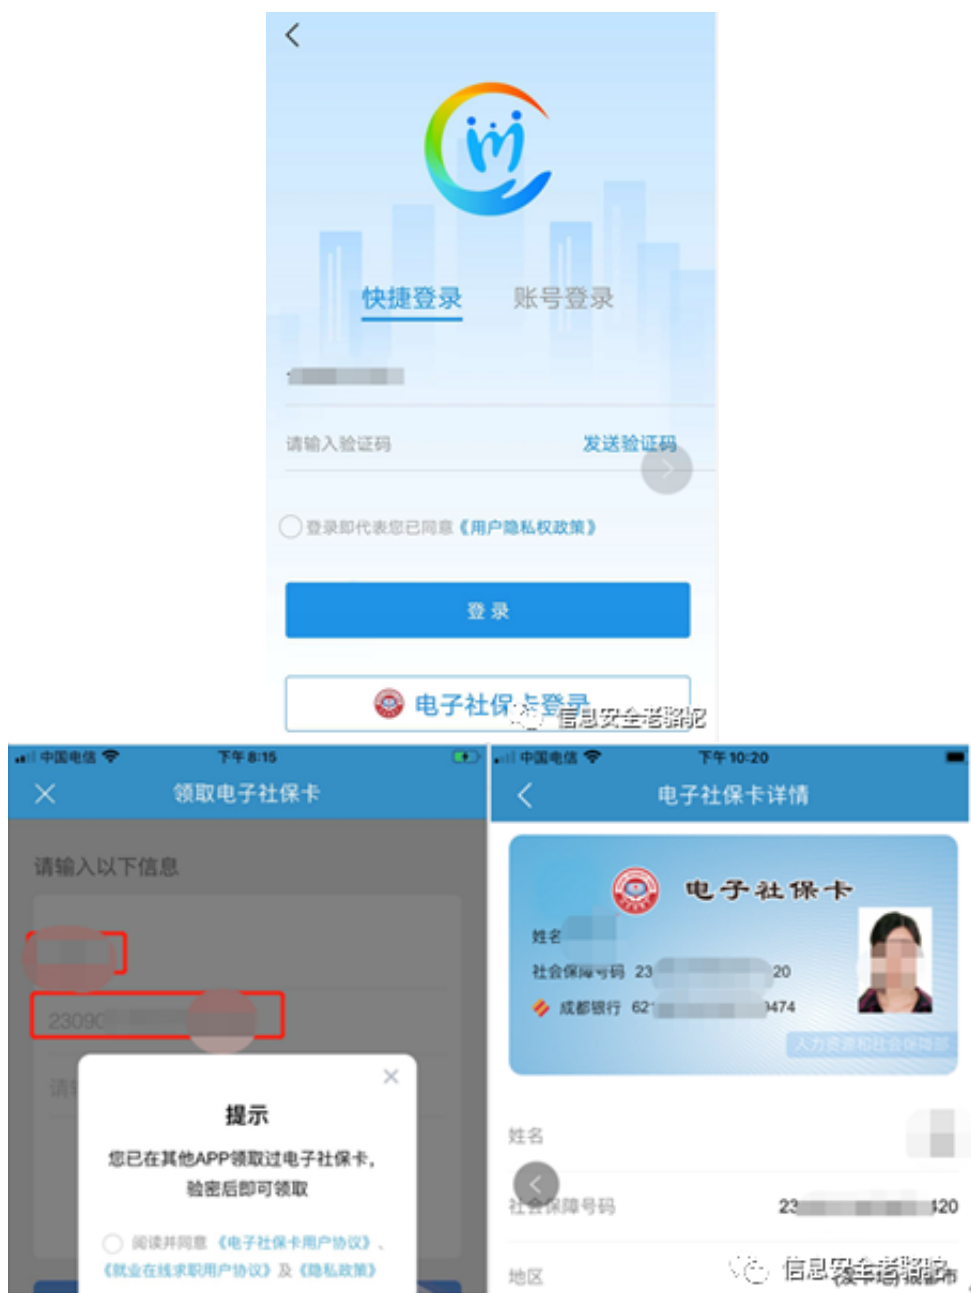 快捷登录 账号登录
请输入验证码 发送验证码
登录即代表您已同意《用户隐私权政策》
登 录
电子社保卡登录
信息安全老骆驼
中国电信 下午8:15
领取电子社保卡
请输入以下信息
2309
提示
您已在其他APP领取过电子社保卡,
验密后即可领取
阅读并同意《电子社保卡用户协议》、
《就业在线求职用户协议》及《隐私政策》
中国电信 下午10:20
电子社保卡详情
电子社保卡
姓名
社会保障号码 23 20
成都银行 621 9474
人力资源和社会保障部
姓名
社会保障号码 23 420
地区
信息安全老骆驼